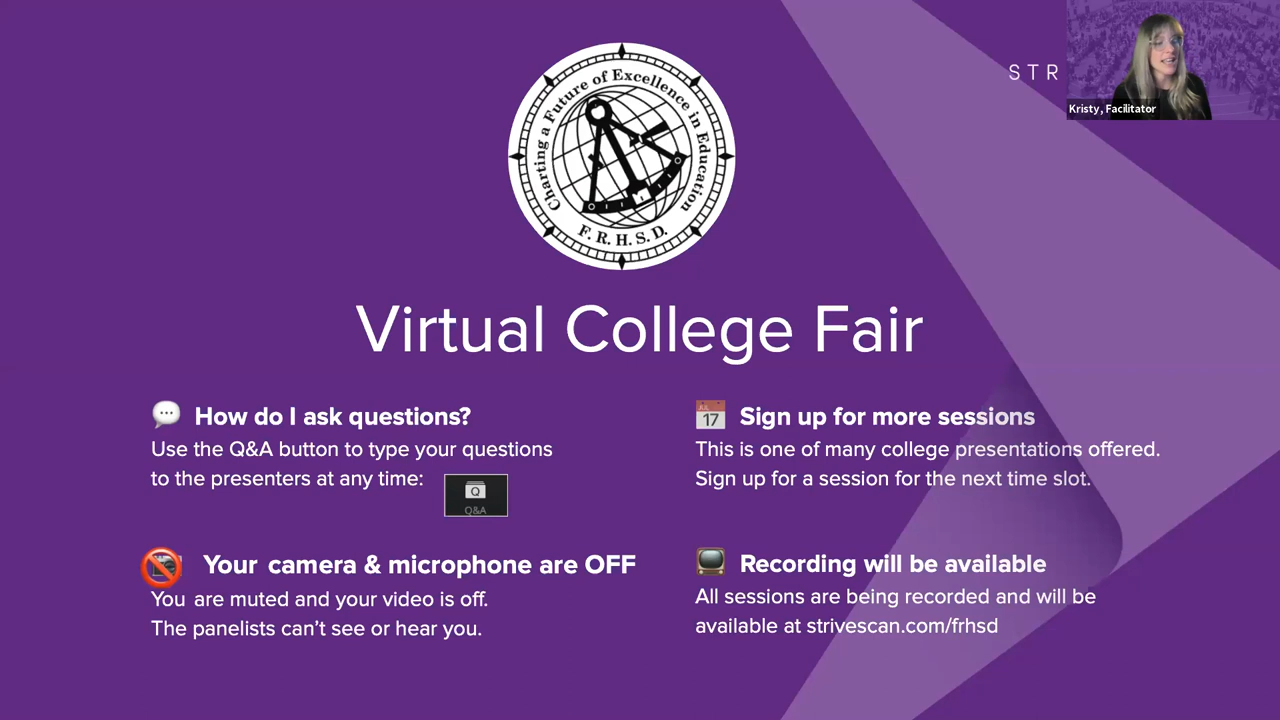 STR
Kristy, Facilitator
Charting a Future of Excellence in Education
F. R. H. S. D.
Virtual College Fair
How do I ask questions?
Use the Q&A button to type your questions
to the presenters at any time:
Q
Q&A
Sign up for more sessions
JUL
17
This is one of many college presentations offered.
Sign up for a session for the next time slot.
Your camera & microphone are OFF
You are muted and your video is off.
The panelists can't see or hear you.
Recording will be available
All sessions are being recorded and will be
available at strivescan.com/frhsd